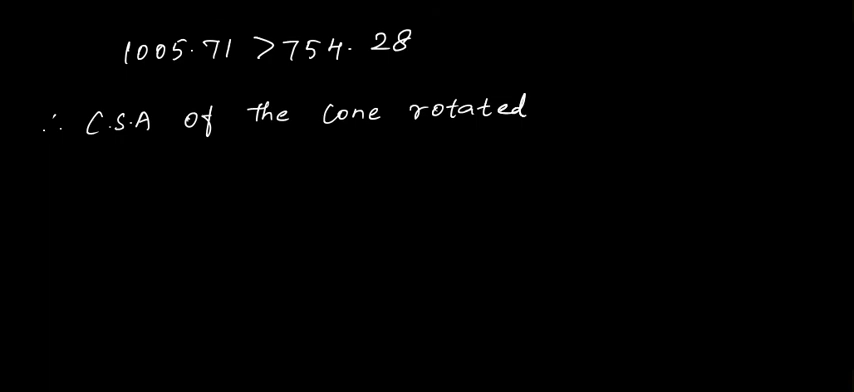 1005.71 > 754.28
∴ C.S.A of the cone rotated